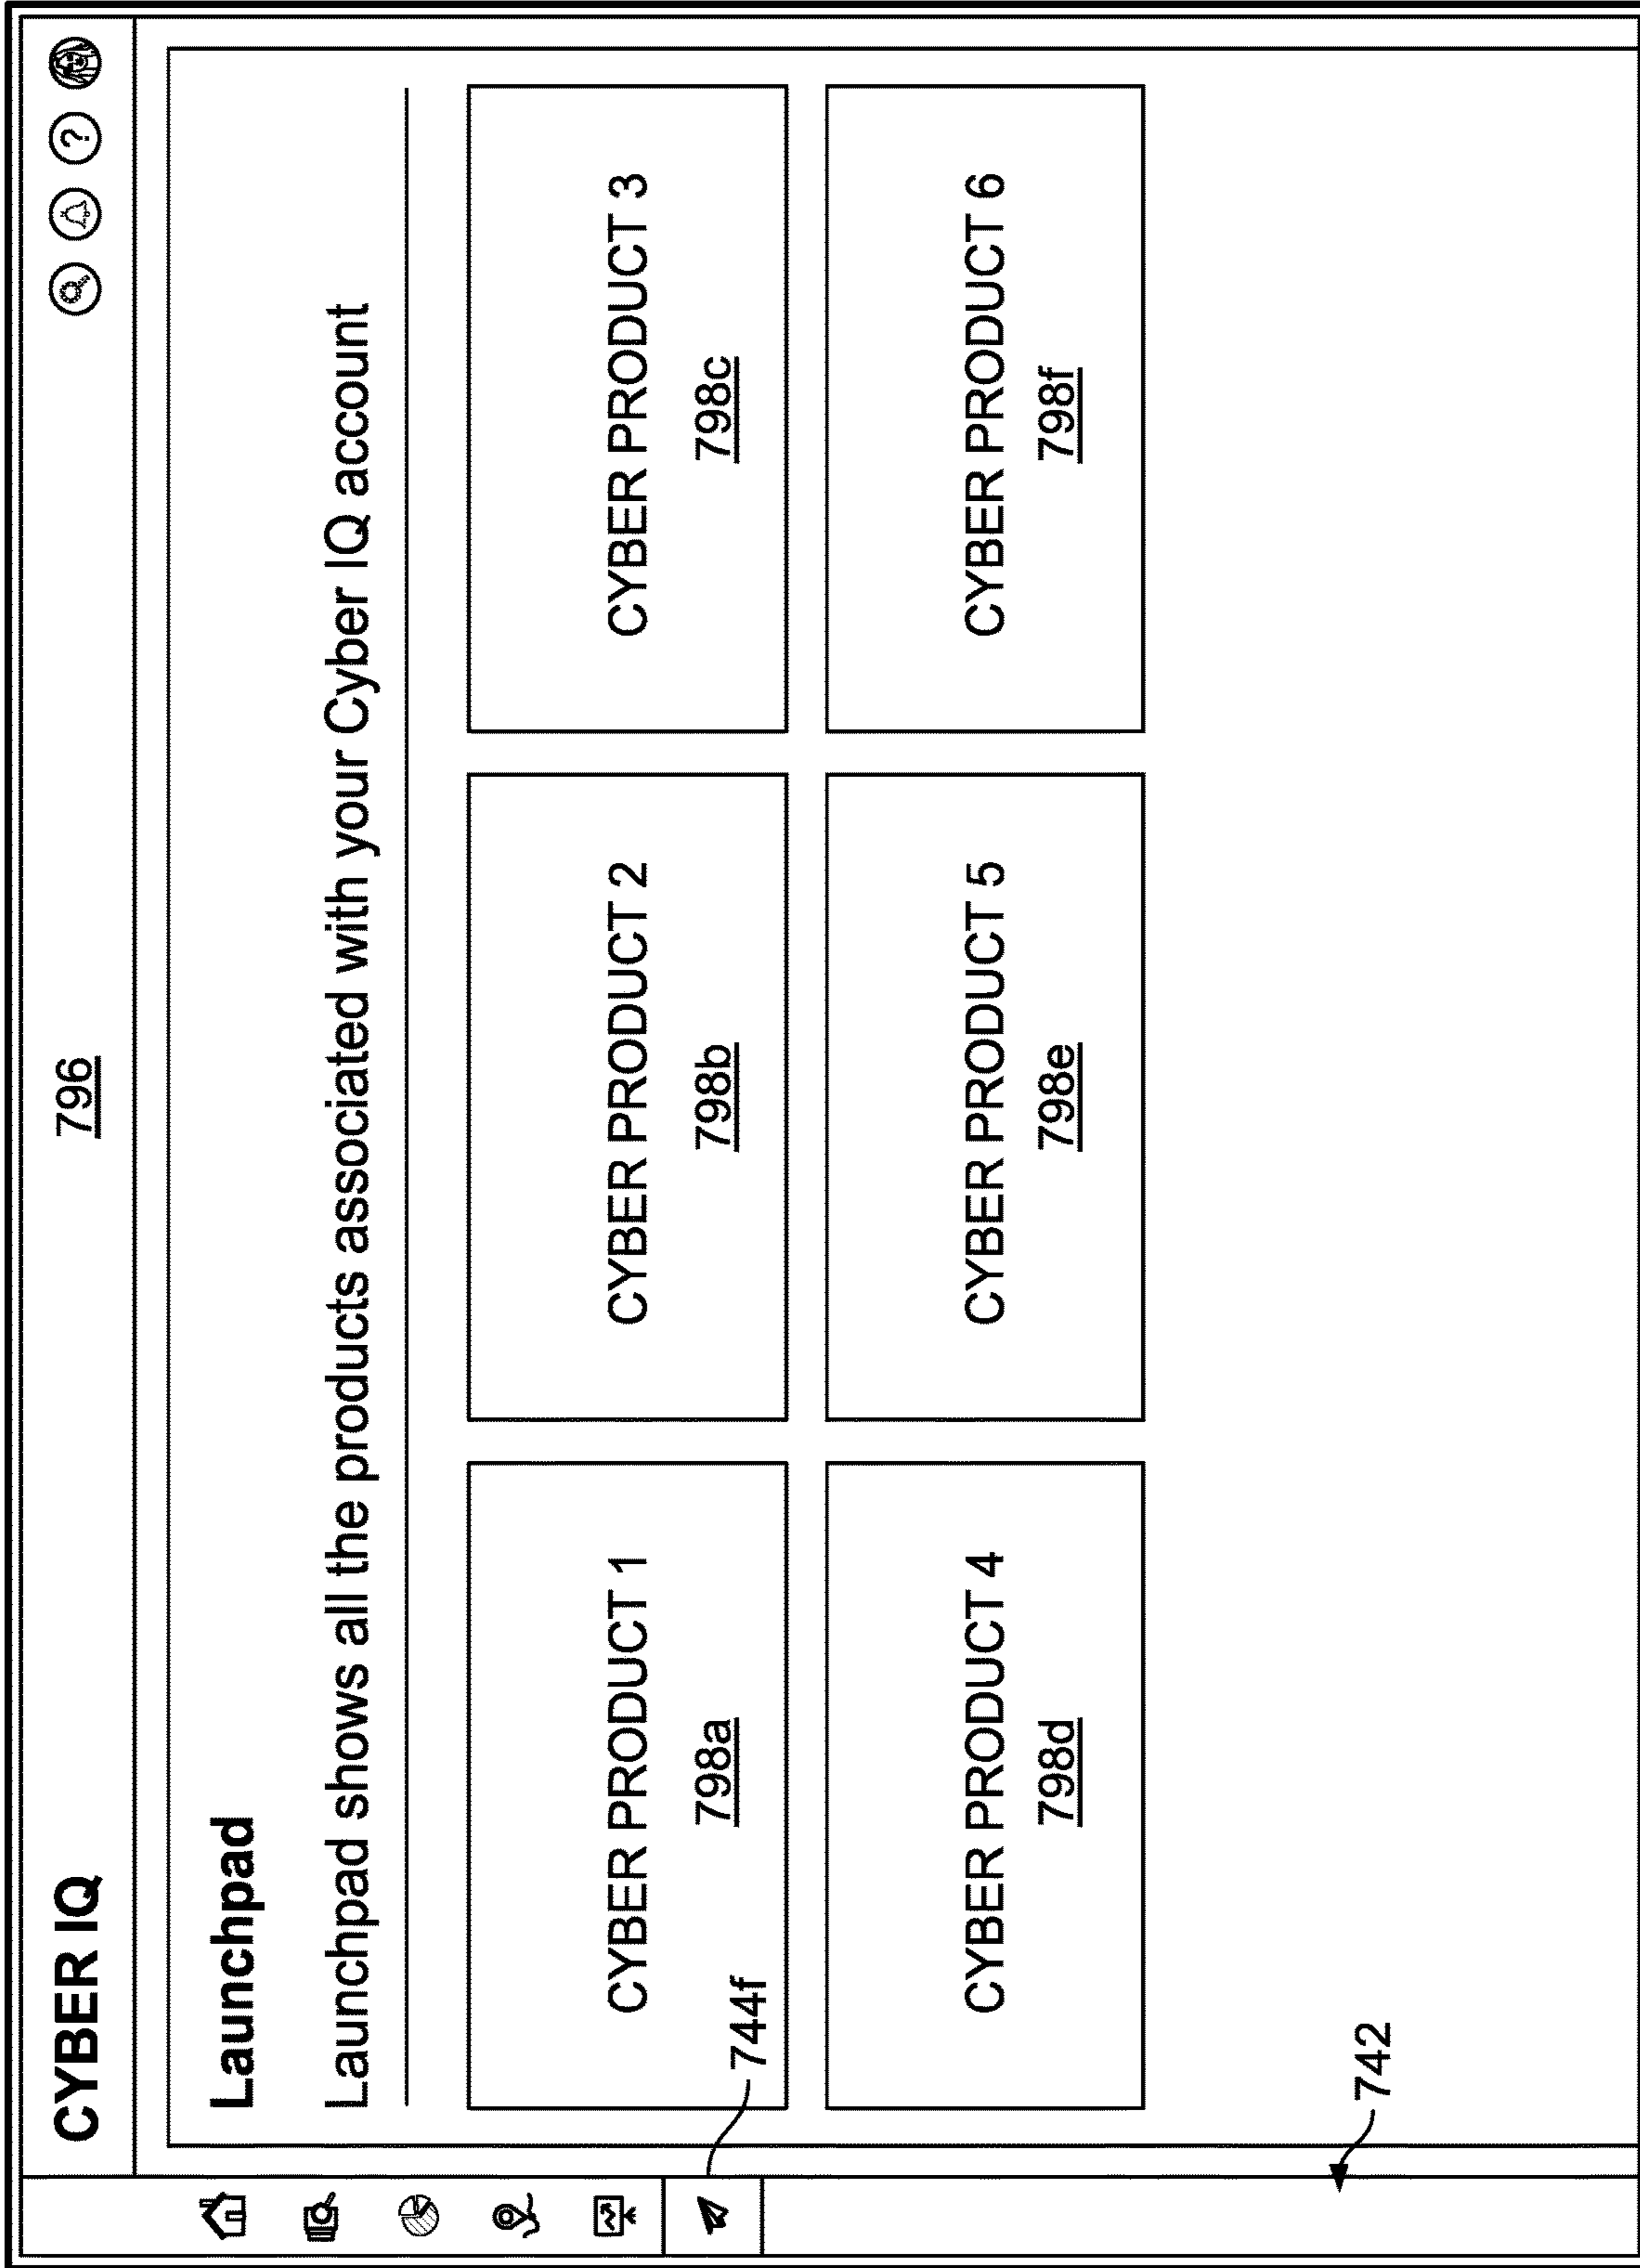 CYBER IQ
796
?
Launchpad
Launchpad shows all the products associated with your Cyber IQ account
CYBER PRODUCT 1
798a
CYBER PRODUCT 2
798b
CYBER PRODUCT 3
798c
744f
CYBER PRODUCT 4
798d
CYBER PRODUCT 5
798e
CYBER PRODUCT 6
798f
742